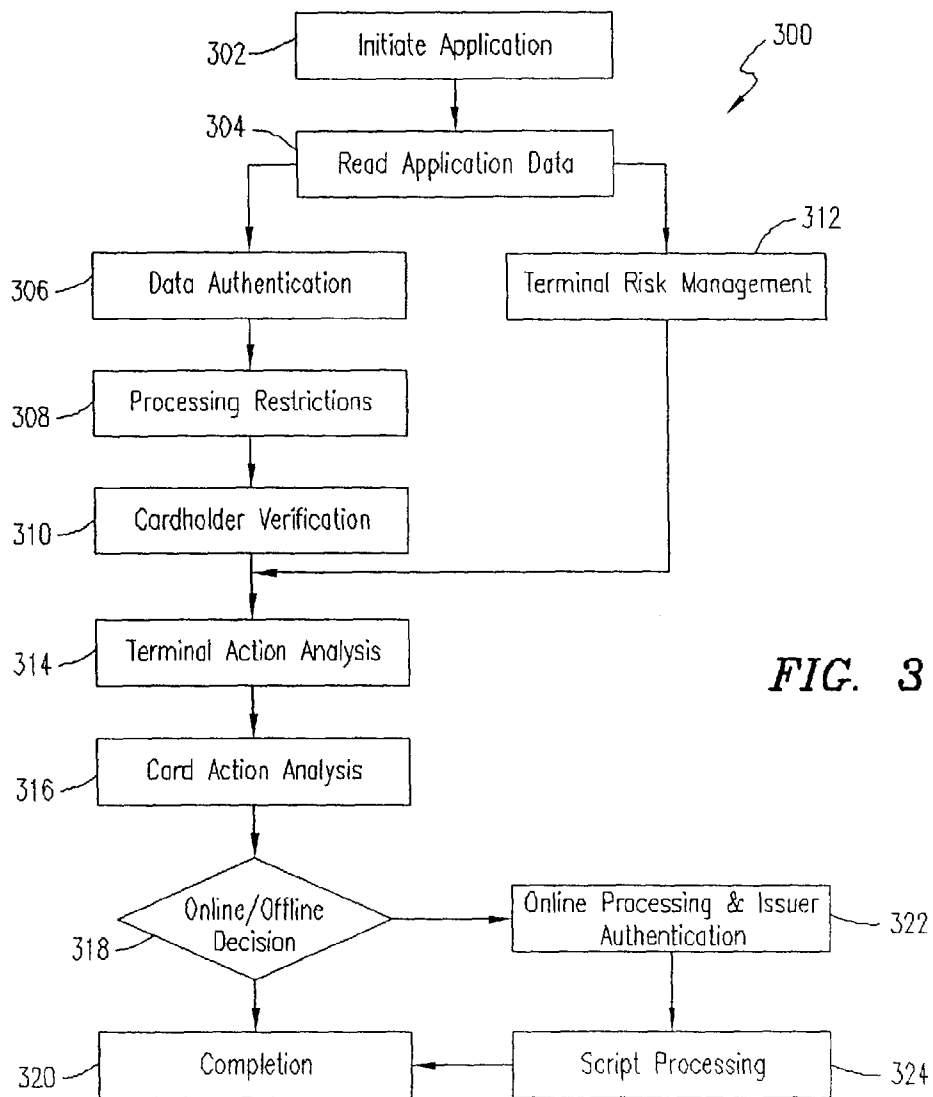 302
Initiate Application
300
304
Read Application Data
312
306
Data Authentication
Terminal Risk Management
308
Processing Restrictions
310
Cardholder Verification
314
Terminal Action Analysis
FIG. 3
316
Card Action Analysis
318
Online/Offline
Decision
Online Processing & Issuer
Authentication
322
320
Completion
Script Processing
324